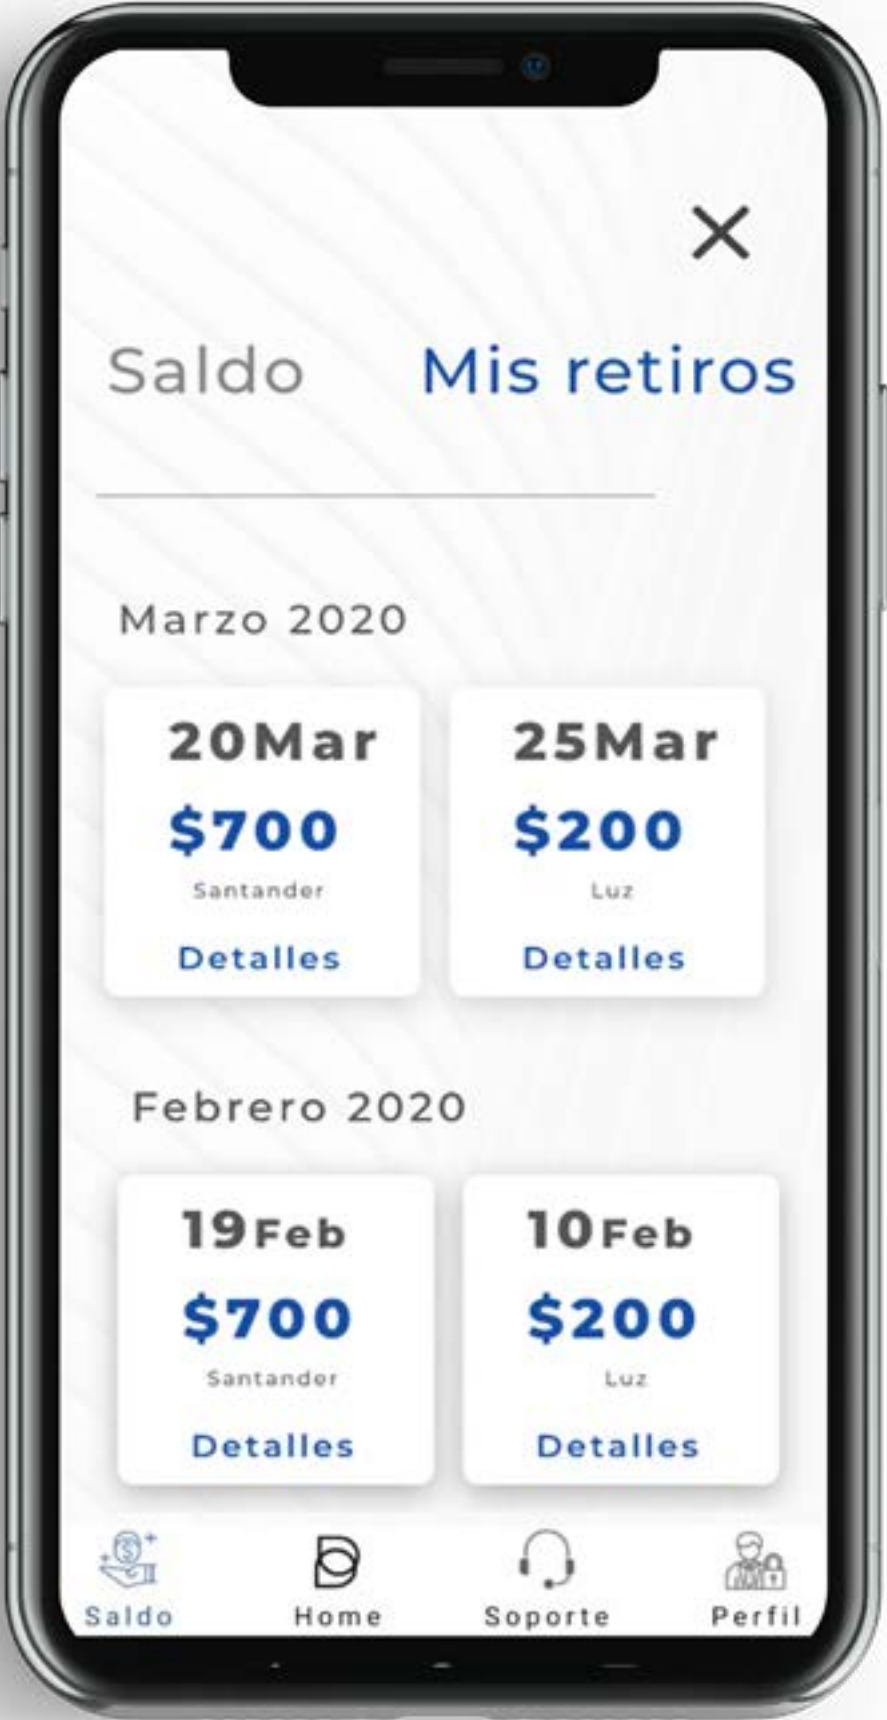 Saldo Mis retiros
Marzo 2020
20Mar 25Mar
$700 $200
Santander Luz
Detalles Detalles
Febrero 2020
19Feb 10Feb
$700 $200
Santander Luz
Detalles Detalles
Saldo Home Soporte Perfil